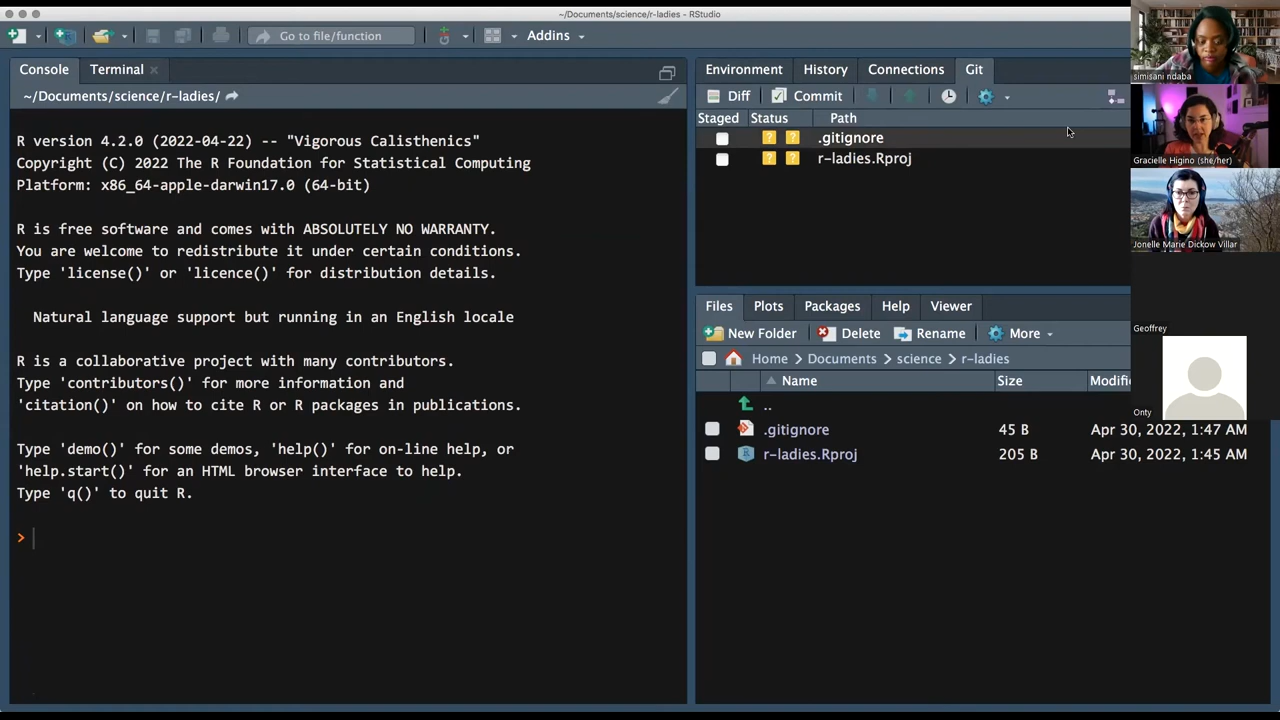 ~/Documents/science/r-ladies - RStudio
Go to file/function
Addins
Console
Terminal
~/Documents/science/r-ladies/
R version 4.2.0 (2022-04-22) -- "Vigorous Calisthenics"
Copyright (C) 2022 The R Foundation for Statistical Computing
Platform: x86_64-apple-darwin17.0 (64-bit)
R is free software and comes with ABSOLUTELY NO WARRANTY.
You are welcome to redistribute it under certain conditions.
Type 'license()' or 'licence()' for distribution details.
Natural language support but running in an English locale
R is a collaborative project with many contributors.
Type 'contributors()' for more information and
'citation()' on how to cite R or R packages in publications.
Type 'demo()' for some demos, 'help()' for on-line help, or
'help.start()' for an HTML browser interface to help.
Type 'q()' to quit R.
>
Environment History Connections Git
Diff Commit
Staged Status Path
? ? .gitignore
? ? r-ladies.Rproj
Files Plots Packages Help Viewer
New Folder Delete Rename More
Home > Documents > science > r-ladies
Name Size Modifi
..
.gitignore 45 B Apr 30, 2022, 1:47 AM
r-ladies.Rproj 205 B Apr 30, 2022, 1:45 AM
simisani ndaba
Gracielle Higino (she/her)
Jonelle Marie Dickow Villar
Geoffrey
Onty